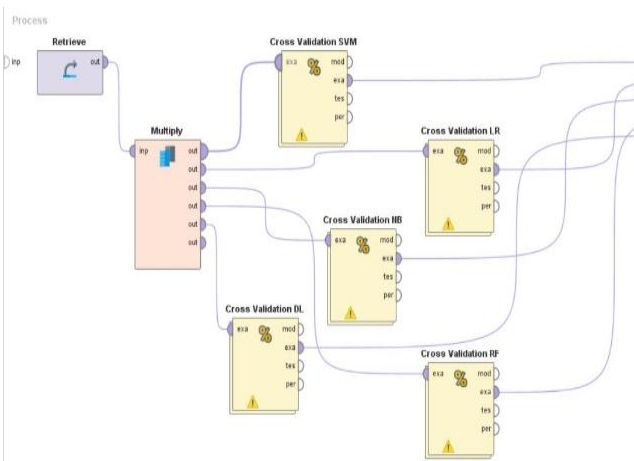 Process
inp
Retrieve
out
Multiply
inp
out
out
out
out
out
out
Cross Validation SVM
exa
mod
exa
tes
per
Cross Validation LR
exa
mod
exa
tes
per
Cross Validation NB
exa
mod
exa
tes
per
Cross Validation DL
exa
mod
exa
tes
per
Cross Validation RF
exa
mod
exa
tes
per